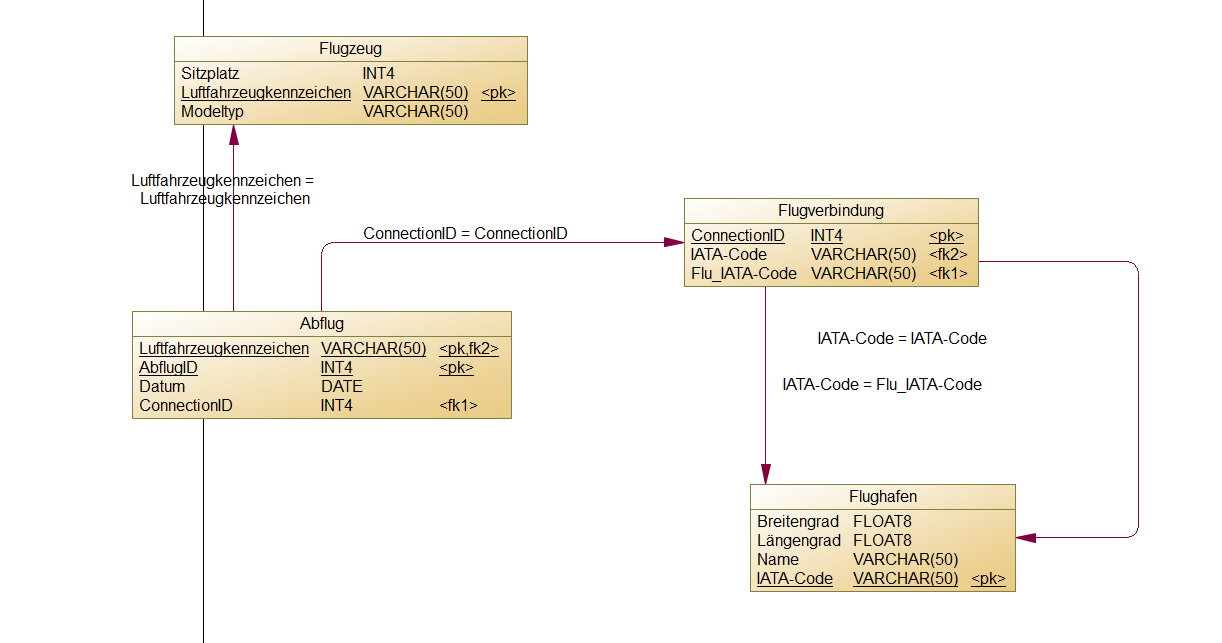 Flugzeug
Sitzplatz INT4
Luftfahrzeugkennzeichen VARCHAR(50) <pk>
Modeltyp VARCHAR(50)
Luftfahrzeugkennzeichen =
Luftfahrzeugkennzeichen
ConnectionID = ConnectionID
Flugverbindung
ConnectionID INT4 <pk>
IATA-Code VARCHAR(50) <fk2>
Flu_IATA-Code VARCHAR(50) <fk1>
Abflug
Luftfahrzeugkennzeichen VARCHAR(50) <pk,fk2>
AbflugID INT4 <pk>
Datum DATE
ConnectionID INT4 <fk1>
IATA-Code = IATA-Code
IATA-Code = Flu_IATA-Code
Flughafen
Breitengrad FLOAT8
Längengrad FLOAT8
Name VARCHAR(50)
IATA-Code VARCHAR(50) <pk>